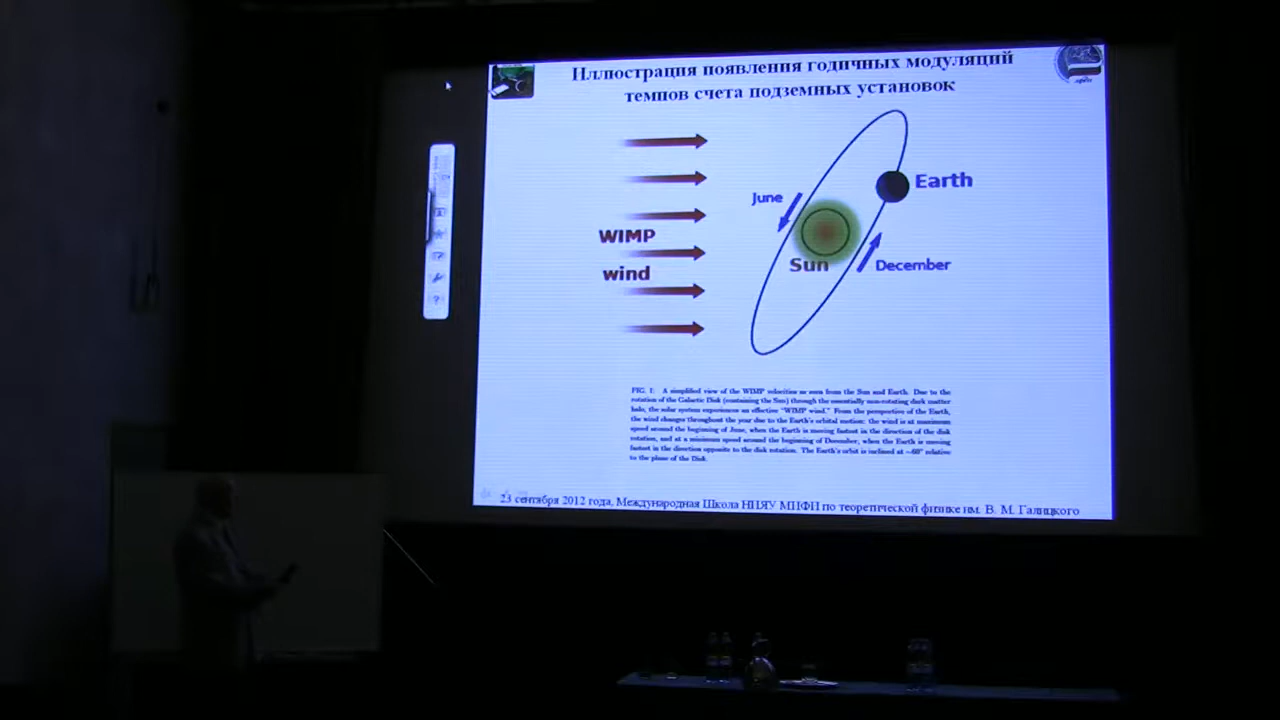 Иллюстрация появления годичных модуляций
темпов счета подземных установок
WIMP
wind
June
Sun
Earth
December
FIG. 1: A simplified view of the WIMP velocities as seen from the Sun and Earth. Due to the
rotation of the Galactic Disk (containing the Sun) through the essentially non-rotating dark matter
halo, the solar system experiences an effective "WIMP wind." From the perspective of the Earth,
the wind changes throughout the year due to the Earth's orbital motion: the wind is at maximum
speed around the beginning of June, when the Earth is moving fastest in the direction of the disk
rotation, and at a minimum speed around the beginning of December, when the Earth is moving
fastest in the direction opposite to the disk rotation. The Earth's orbit is inclined at ~60° relative
to the plane of the Disk.
23 сентября 2012 года, Международная Школа НИЯУ МИФИ по теоретической физике им. В. М. Галицкого
?